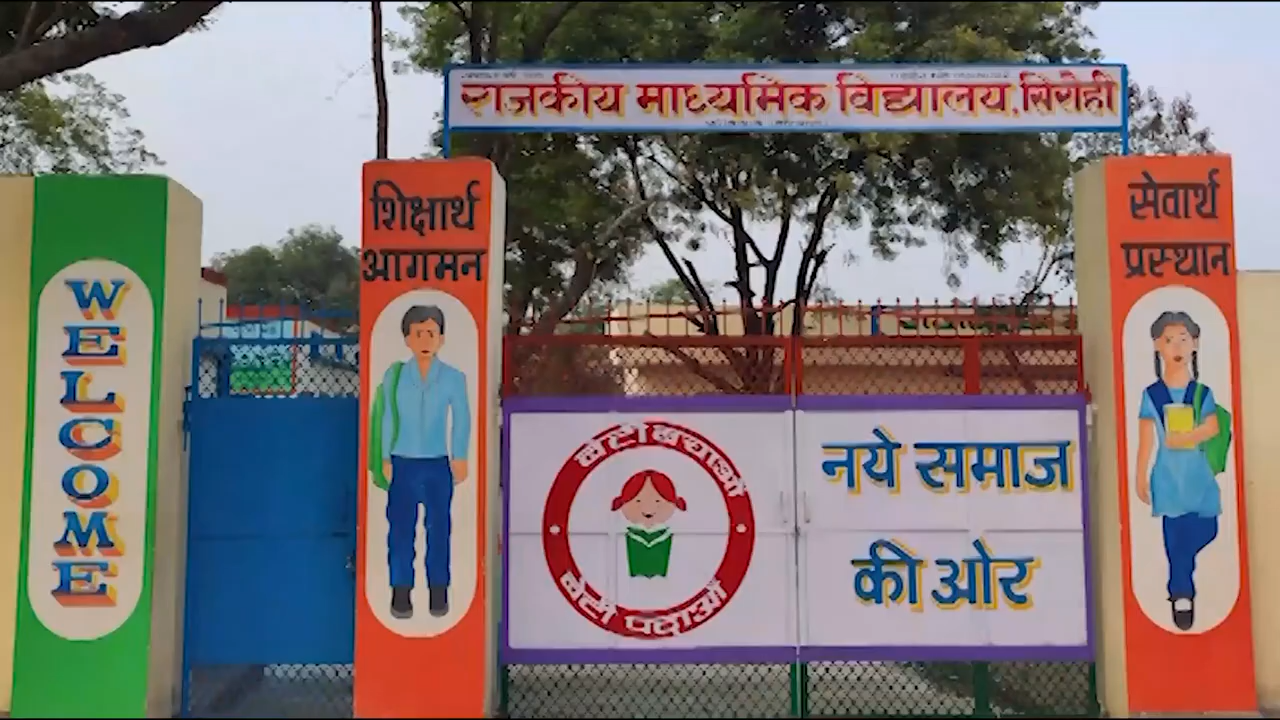 राजकीय माध्यमिक विद्यालय, सिरोही
WELCOME
शिक्षार्थ
आगमन
बेटी बचाओ
बेटी पढ़ाओ
नये समाज
की ओर
सेवार्थ
प्रस्थान